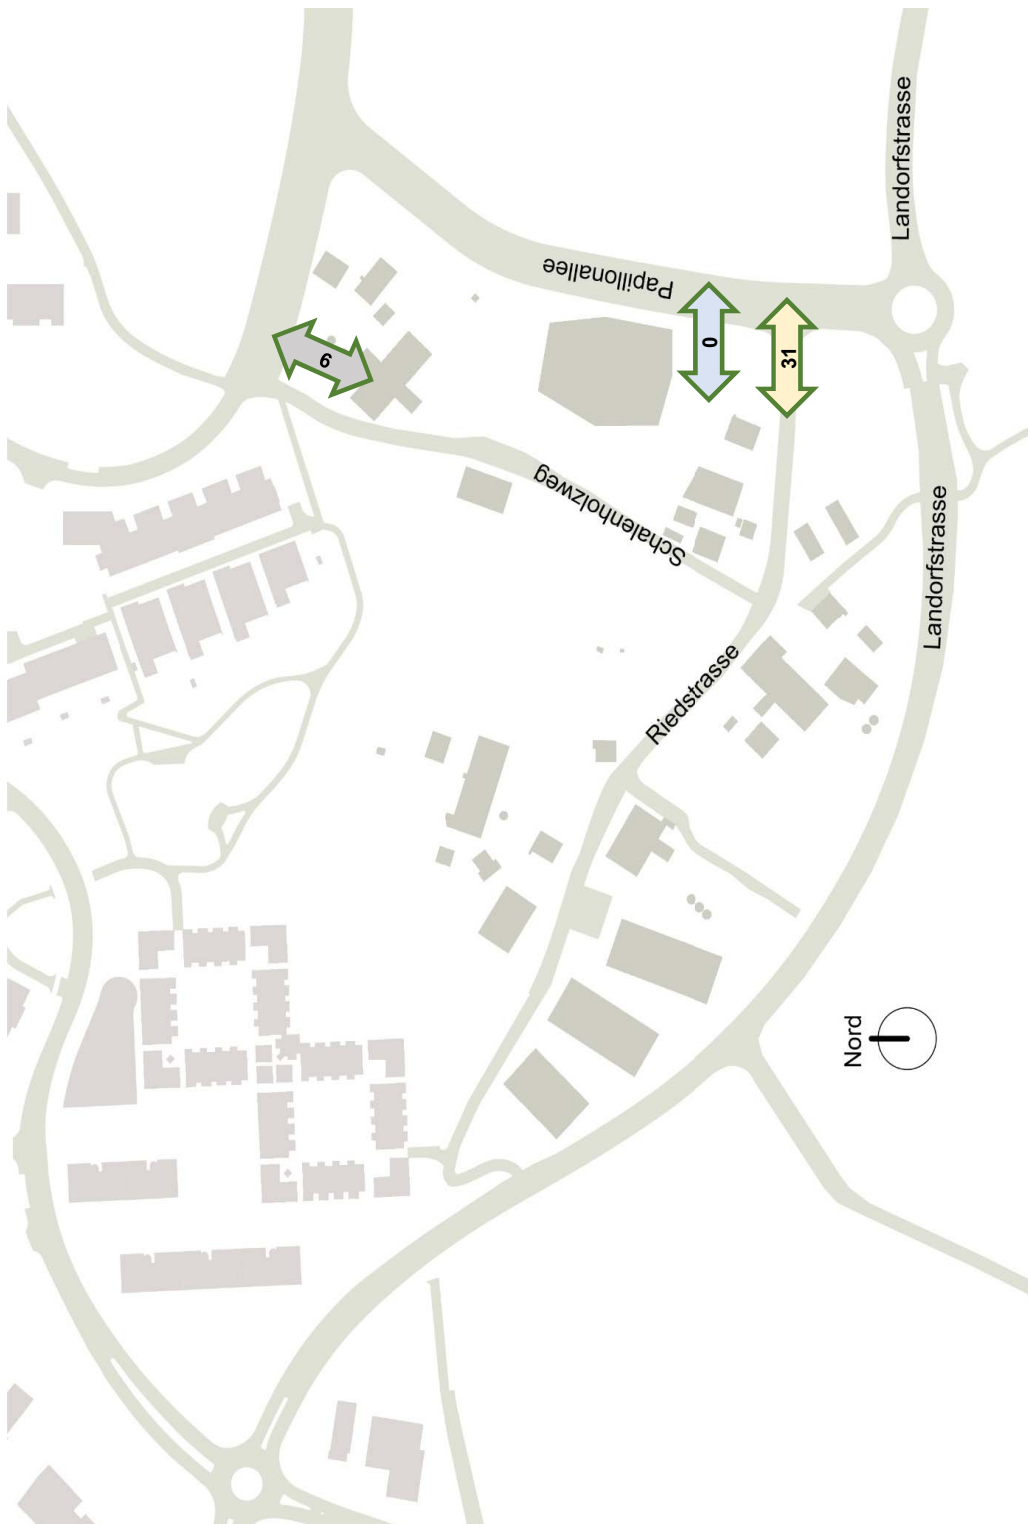 Landorfstrasse
Papillonallee
0
31
9
Schalenholzweg
Landorfstrasse
Riedstrasse
Nord